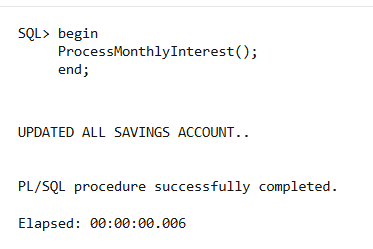 SQL> begin
ProcessMonthlyInterest();
end;
UPDATED ALL SAVINGS ACCOUNT..
PL/SQL procedure successfully completed.
Elapsed: 00:00:00.006